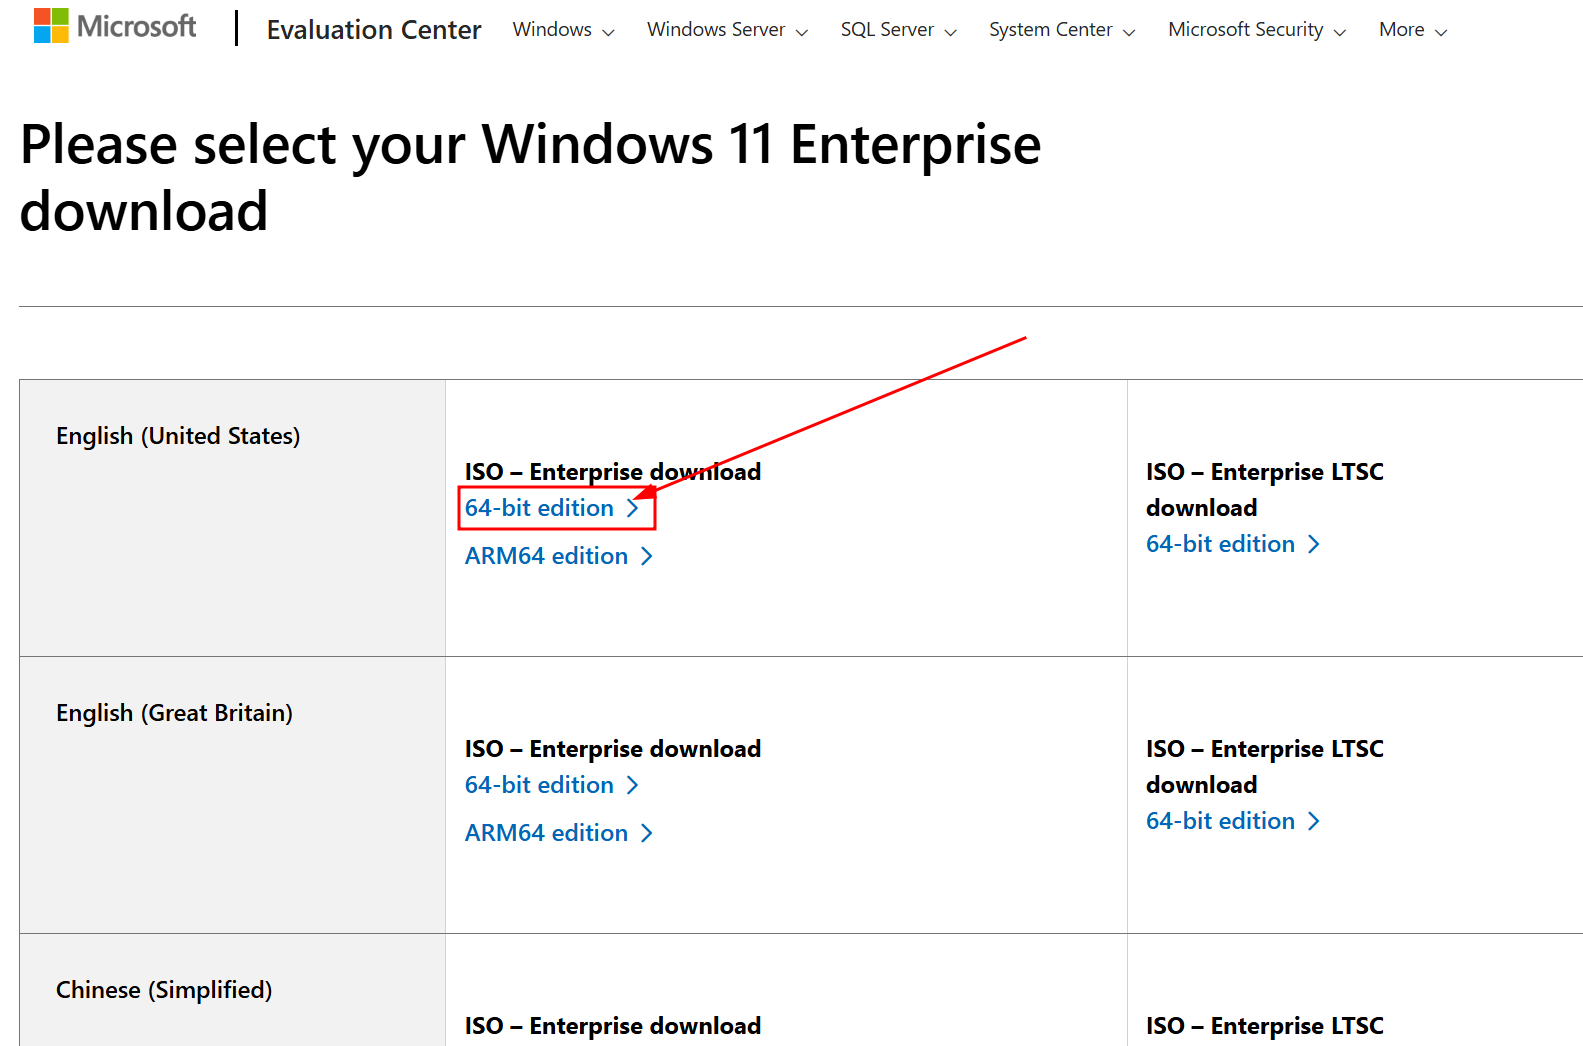 Microsoft | Evaluation Center Windows Windows Server SQL Server System Center Microsoft Security More
Please select your Windows 11 Enterprise
download
English (United States)
ISO – Enterprise download
64-bit edition
ARM64 edition
ISO – Enterprise LTSC
download
64-bit edition
English (Great Britain)
ISO – Enterprise download
64-bit edition
ARM64 edition
ISO – Enterprise LTSC
download
64-bit edition
Chinese (Simplified)
ISO – Enterprise download
ISO – Enterprise LTSC